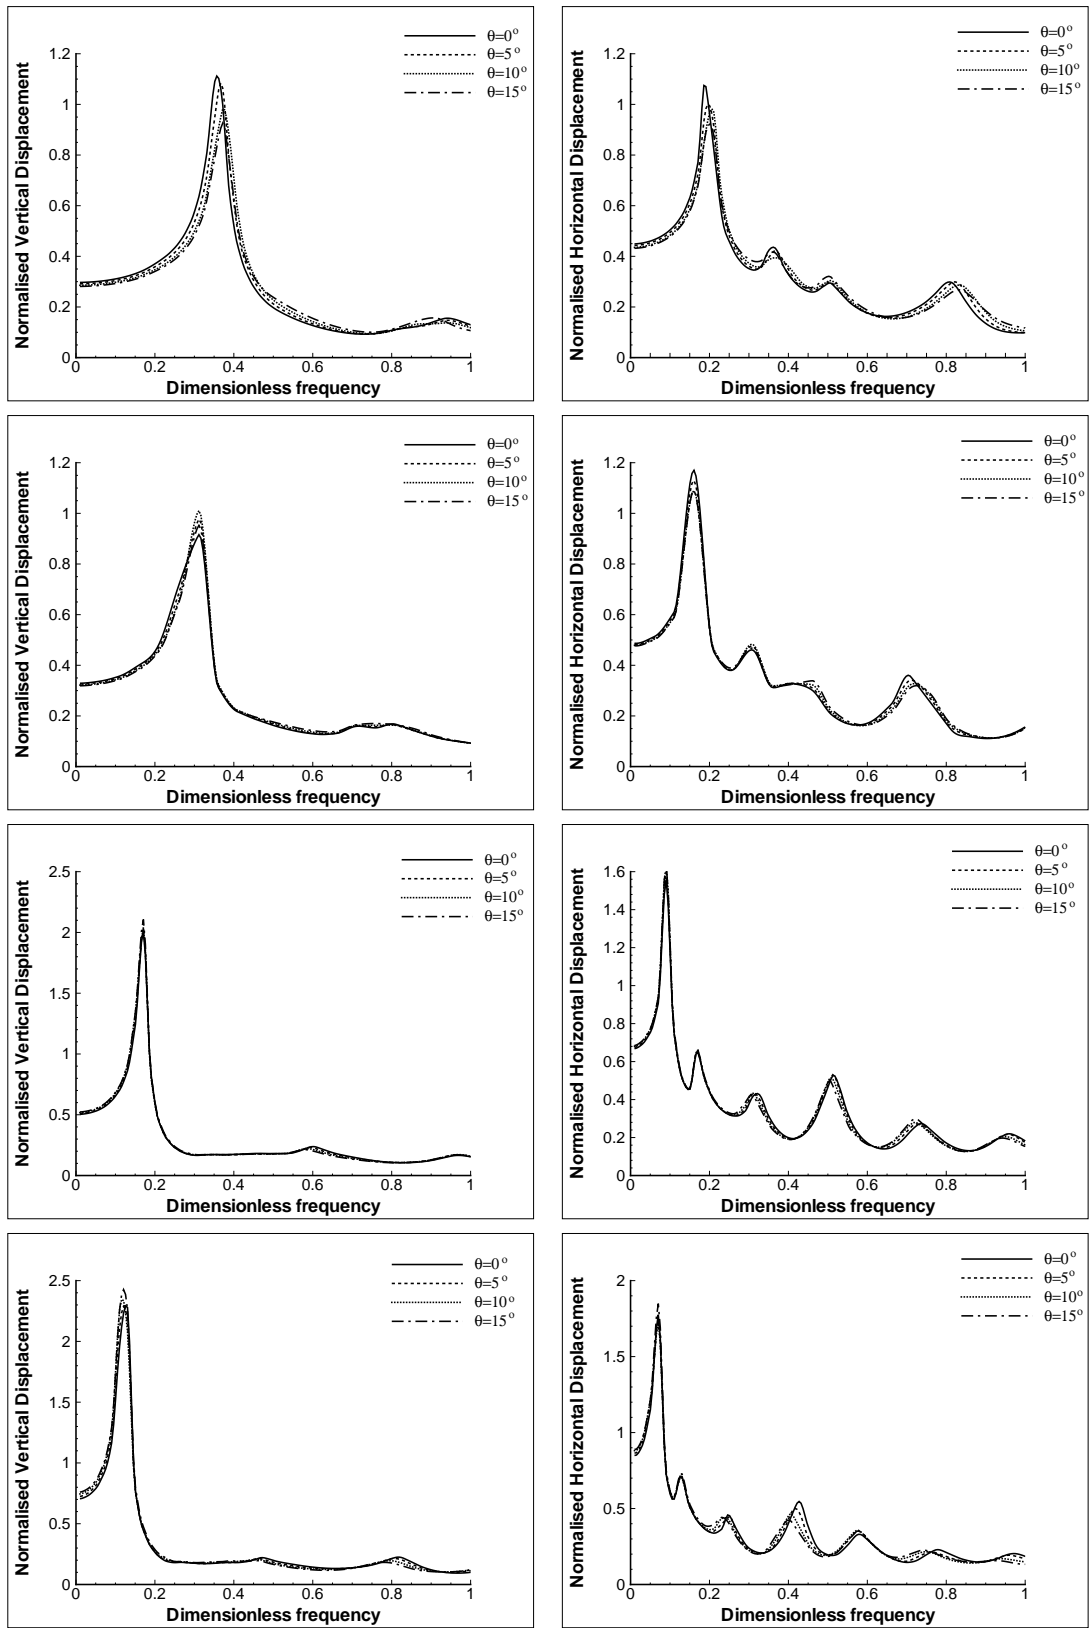 θ=0°
θ=5°
θ=10°
θ=15°
Normalised Vertical Displacement
1.2
1
0.8
0.6
0.4
0.2
0
0 0.2 0.4 0.6 0.8 1
Dimensionless frequency
θ=0°
θ=5°
θ=10°
θ=15°
Normalised Horizontal Displacement
1.2
1
0.8
0.6
0.4
0.2
0
0 0.2 0.4 0.6 0.8 1
Dimensionless frequency
θ=0°
θ=5°
θ=10°
θ=15°
Normalised Vertical Displacement
1.2
1
0.8
0.6
0.4
0.2
0
0 0.2 0.4 0.6 0.8 1
Dimensionless frequency
θ=0°
θ=5°
θ=10°
θ=15°
Normalised Horizontal Displacement
1.2
1
0.8
0.6
0.4
0.2
0
0 0.2 0.4 0.6 0.8 1
Dimensionless frequency
θ=0°
θ=5°
θ=10°
θ=15°
Normalised Vertical Displacement
2.5
2
1.5
1
0.5
0
0 0.2 0.4 0.6 0.8 1
Dimensionless frequency
θ=0°
θ=5°
θ=10°
θ=15°
Normalised Horizontal Displacement
1.6
1.4
1.2
1
0.8
0.6
0.4
0.2
0
0 0.2 0.4 0.6 0.8 1
Dimensionless frequency
θ=0°
θ=5°
θ=10°
θ=15°
Normalised Vertical Displacement
2.5
2
1.5
1
0.5
0
0 0.2 0.4 0.6 0.8 1
Dimensionless frequency
θ=0°
θ=5°
θ=10°
θ=15°
Normalised Horizontal Displacement
2
1.5
1
0.5
0
0 0.2 0.4 0.6 0.8 1
Dimensionless frequency